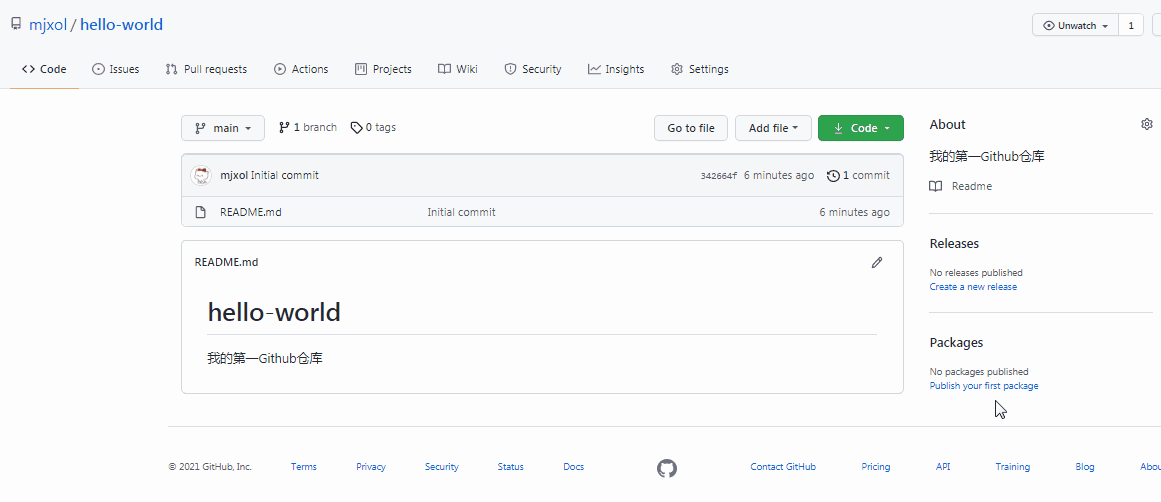 mjxol / hello-world
Unwatch 1
Code Issues Pull requests Actions Projects Wiki Security Insights Settings
main 1 branch 0 tags Go to file Add file Code
mjxol Initial commit 342664f 6 minutes ago 1 commit
README.md Initial commit 6 minutes ago
README.md
hello-world
我的第一Github仓库
About
我的第一Github仓库
Readme
Releases
No releases published
Create a new release
Packages
No packages published
Publish your first package
© 2021 GitHub, Inc. Terms Privacy Security Status Docs Contact GitHub Pricing API Training Blog Abou